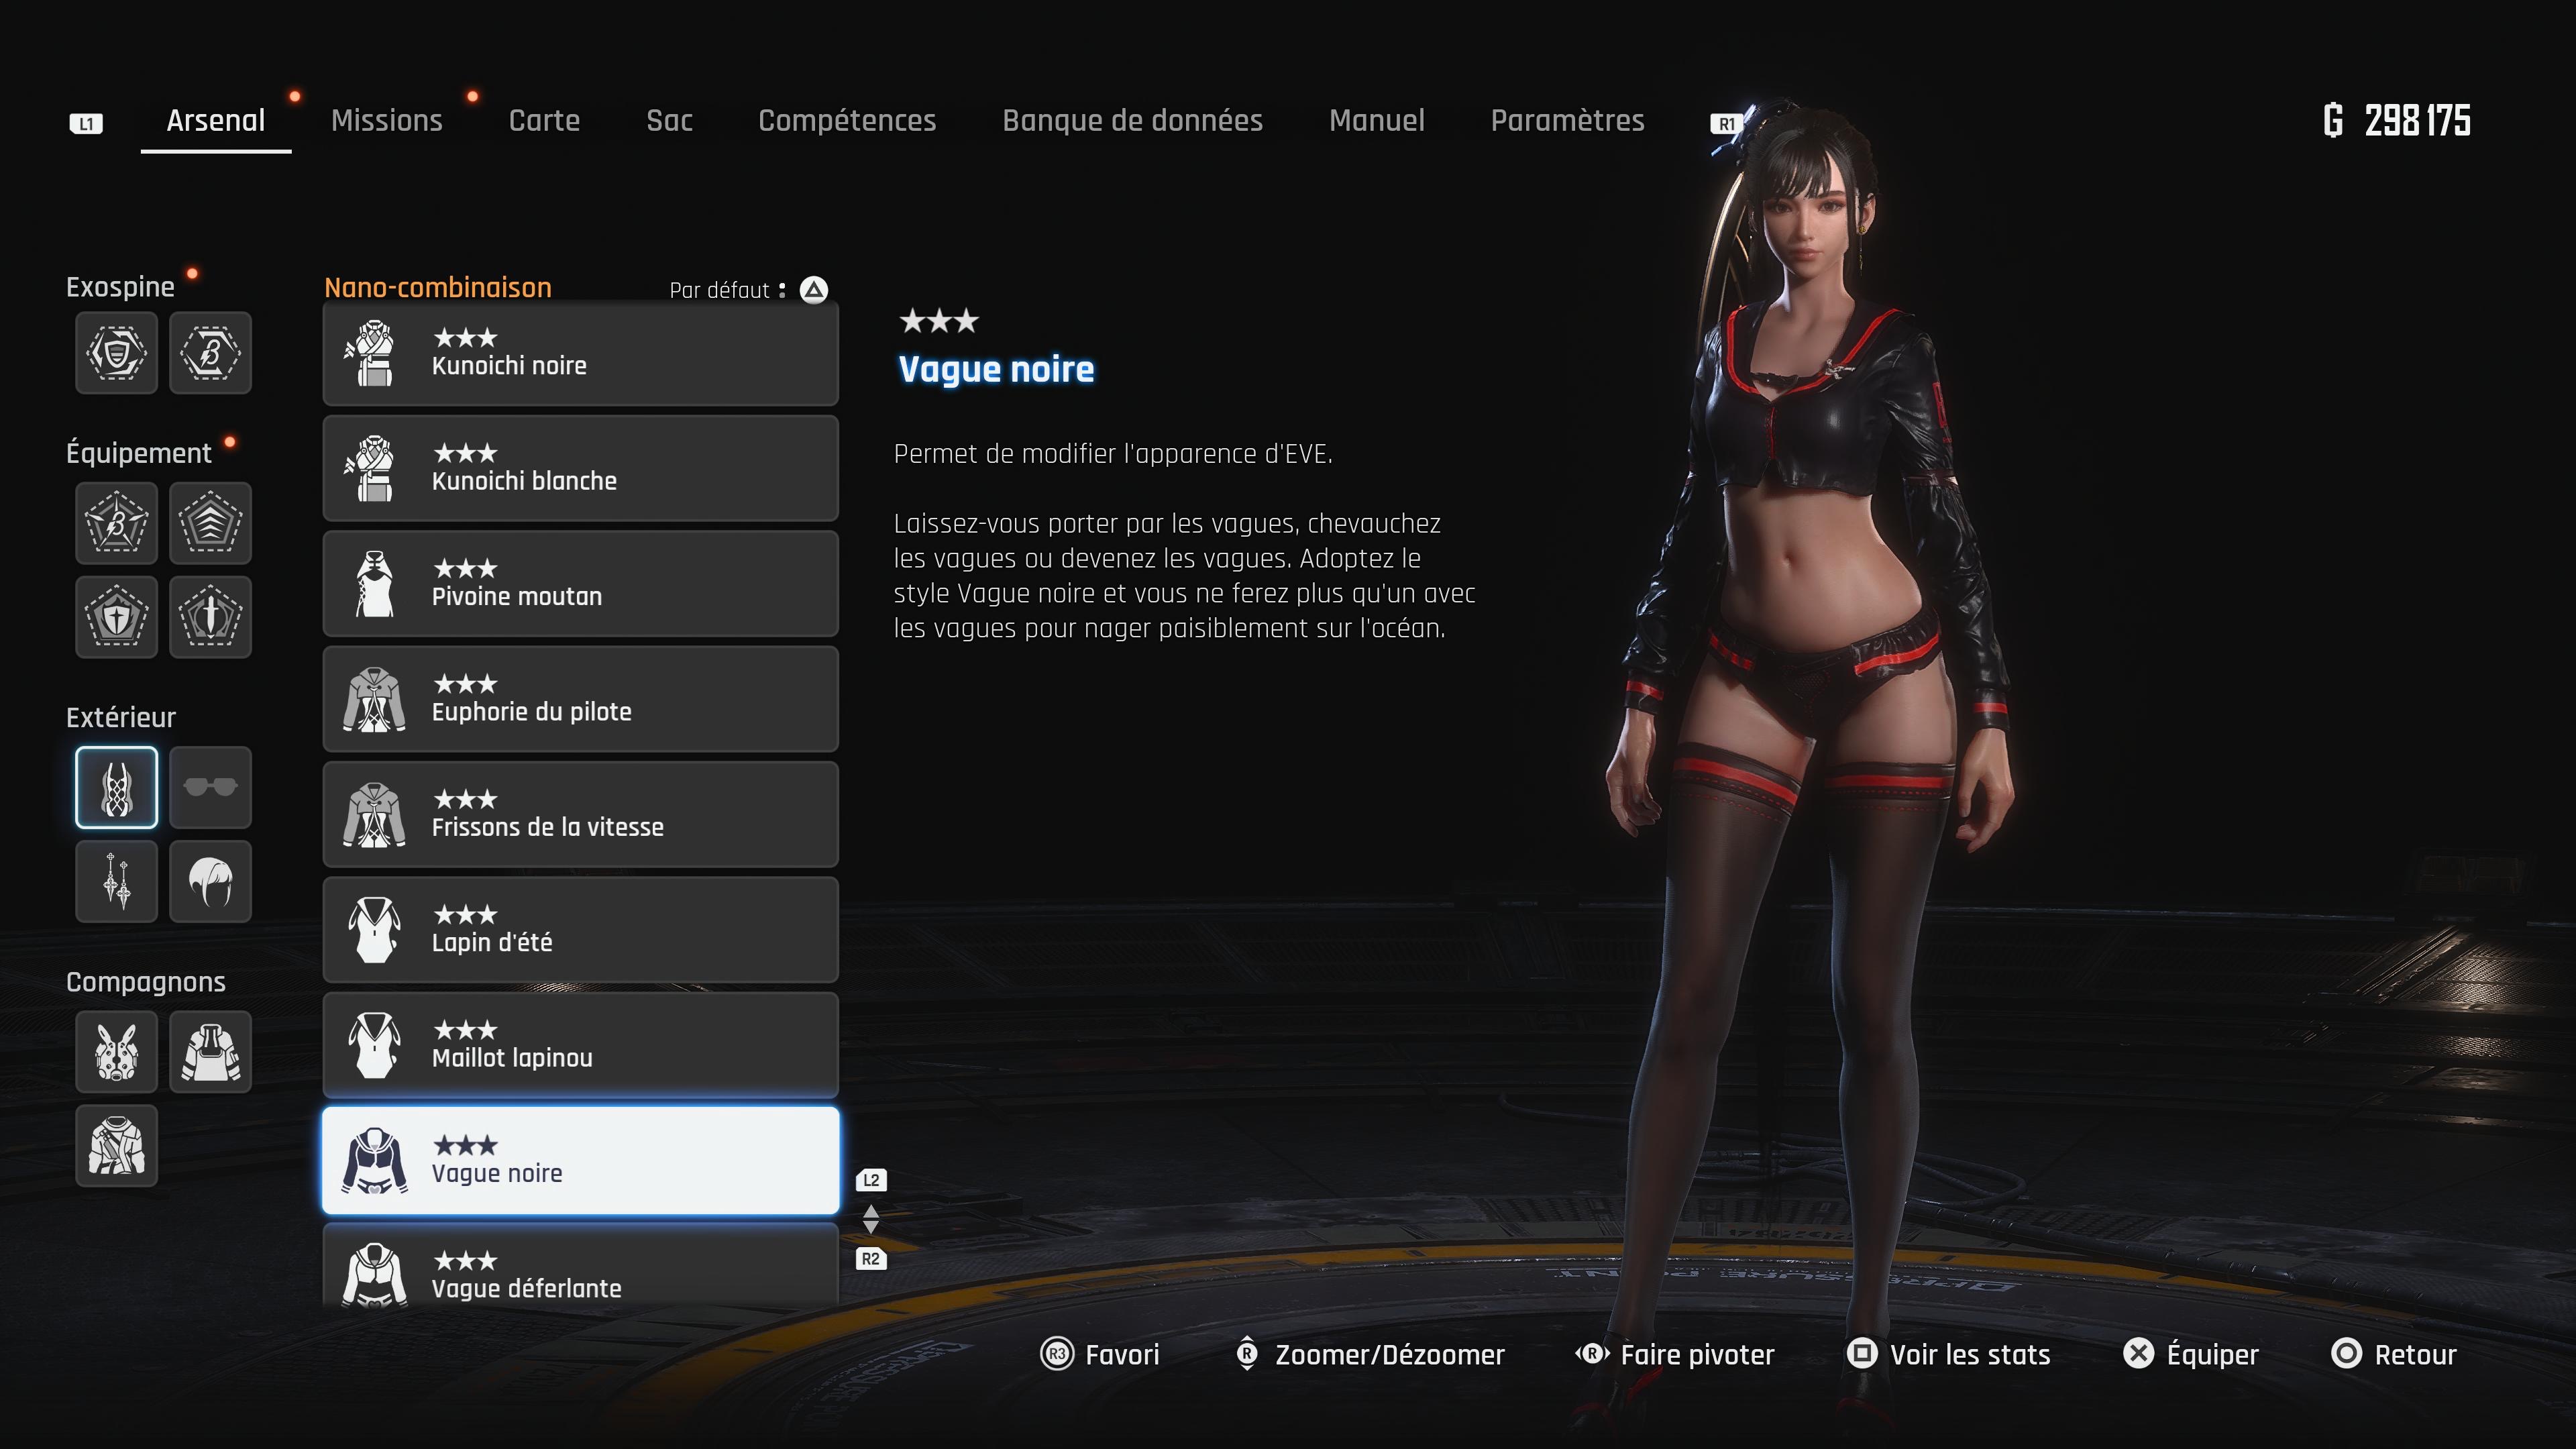 L1 Arsenal Missions Carte Sac Compétences Banque de données Manuel Paramètres R1
298 175
Exospine
Équipement
Extérieur
Compagnons
Nano-combinaison
Par défaut :
★★★
Kunoichi noire
★★★
Kunoichi blanche
★★★
Pivoine moutan
★★★
Euphorie du pilote
★★★
Frissons de la vitesse
★★★
Lapin d'été
★★★
Maillot lapinou
★★★
Vague noire
★★★
Vague déferlante
L2
R2
★★★
Vague noire
Permet de modifier l'apparence d'EVE.
Laissez-vous porter par les vagues, chevauchez
les vagues ou devenez les vagues. Adoptez le
style Vague noire et vous ne ferez plus qu'un avec
les vagues pour nager paisiblement sur l'océan.
R3 Favori R Zoomer/Dézoomer R Faire pivoter Voir les stats Équiper Retour